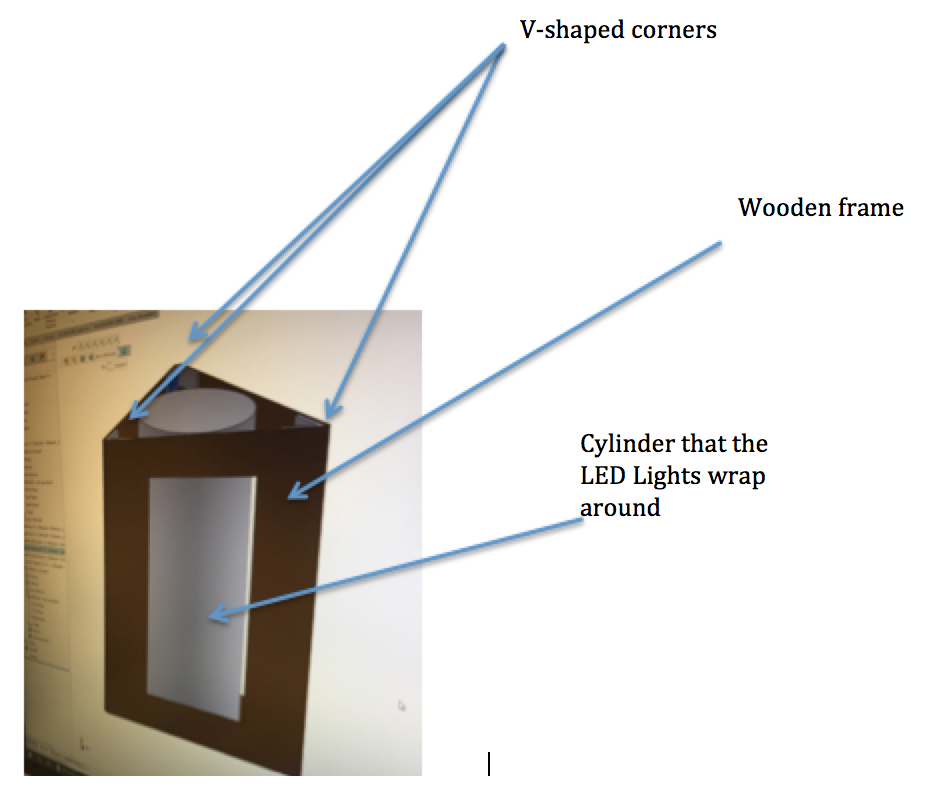 V-shaped corners
Wooden frame
Cylinder that the
LED Lights wrap
around